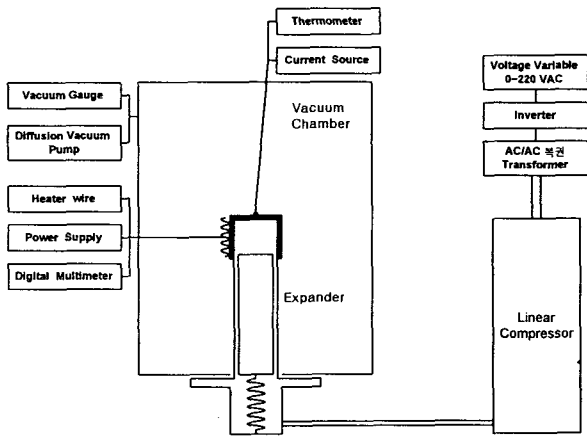 Thermometer
Current Source
Vacuum Gauge
Diffusion Vacuum
Pump
Heater wire
Power Supply
Digital Multimeter
Vacuum
Chamber
Expander
Voltage Variable
0-220 VAC
Inverter
AC/AC 복권
Transformer
Linear
Compressor